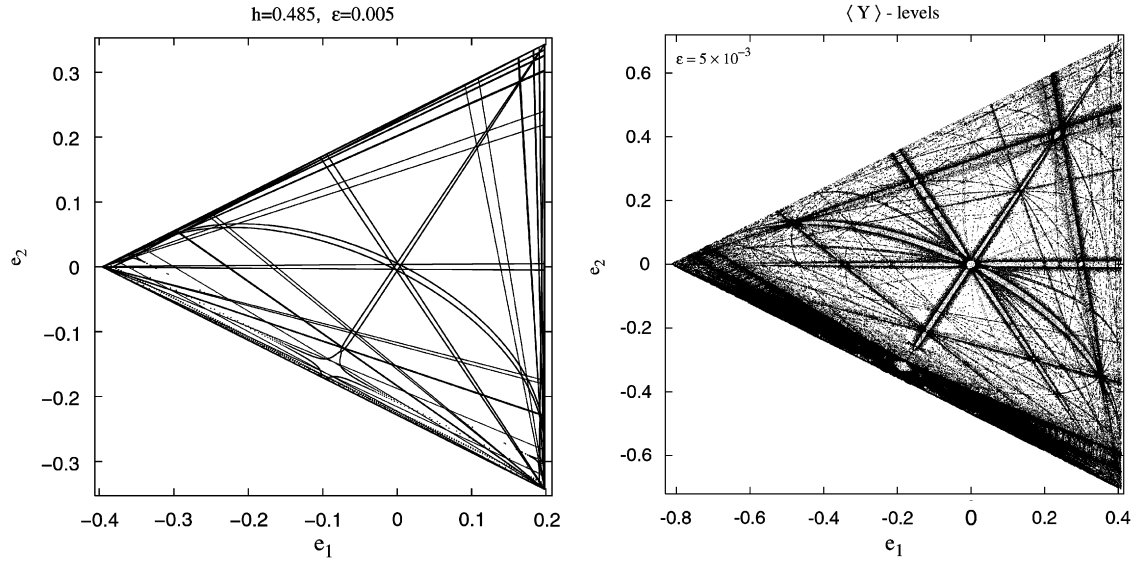 h=0.485, ε=0.005
0.3
0.2
0.1
0
−0.1
−0.2
−0.3
e2
−0.4 −0.3 −0.2 −0.1 0 0.1 0.2
e1
⟨ Y ⟩ - levels
ε = 5 × 10⁻³
0.6
0.4
0.2
0
-0.2
-0.4
-0.6
e2
-0.8 -0.6 -0.4 -0.2 0 0.2 0.4
e1